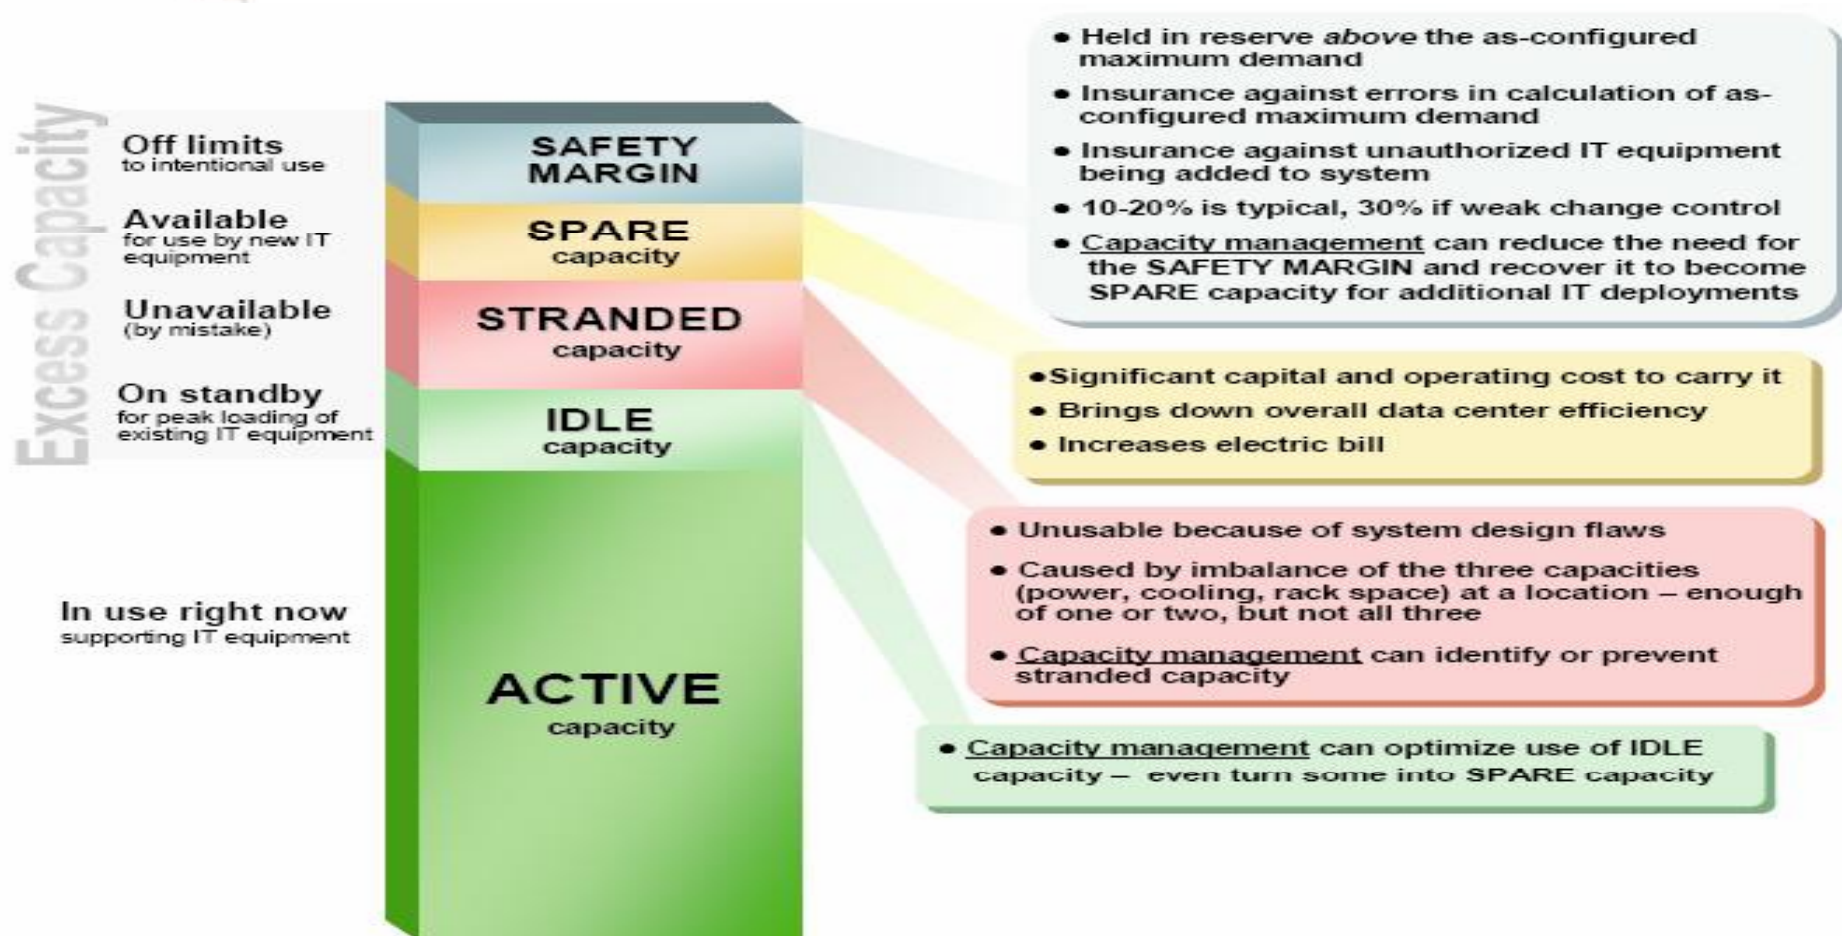 Excess Capacity
Off limits
to intentional use
Available
for use by new IT
equipment
Unavailable
(by mistake)
On standby
for peak loading of
existing IT equipment
In use right now
supporting IT equipment
SAFETY
MARGIN
SPARE
capacity
STRANDED
capacity
IDLE
capacity
ACTIVE
capacity
● Held in reserve above the as-configured
maximum demand
● Insurance against errors in calculation of as-
configured maximum demand
● Insurance against unauthorized IT equipment
being added to system
● 10-20% is typical, 30% if weak change control
● Capacity management can reduce the need for
the SAFETY MARGIN and recover it to become
SPARE capacity for additional IT deployments
●Significant capital and operating cost to carry it
● Brings down overall data center efficiency
● Increases electric bill
● Unusable because of system design flaws
● Caused by imbalance of the three capacities
(power, cooling, rack space) at a location – enough
of one or two, but not all three
● Capacity management can identify or prevent
stranded capacity
● Capacity management can optimize use of IDLE
capacity – even turn some into SPARE capacity